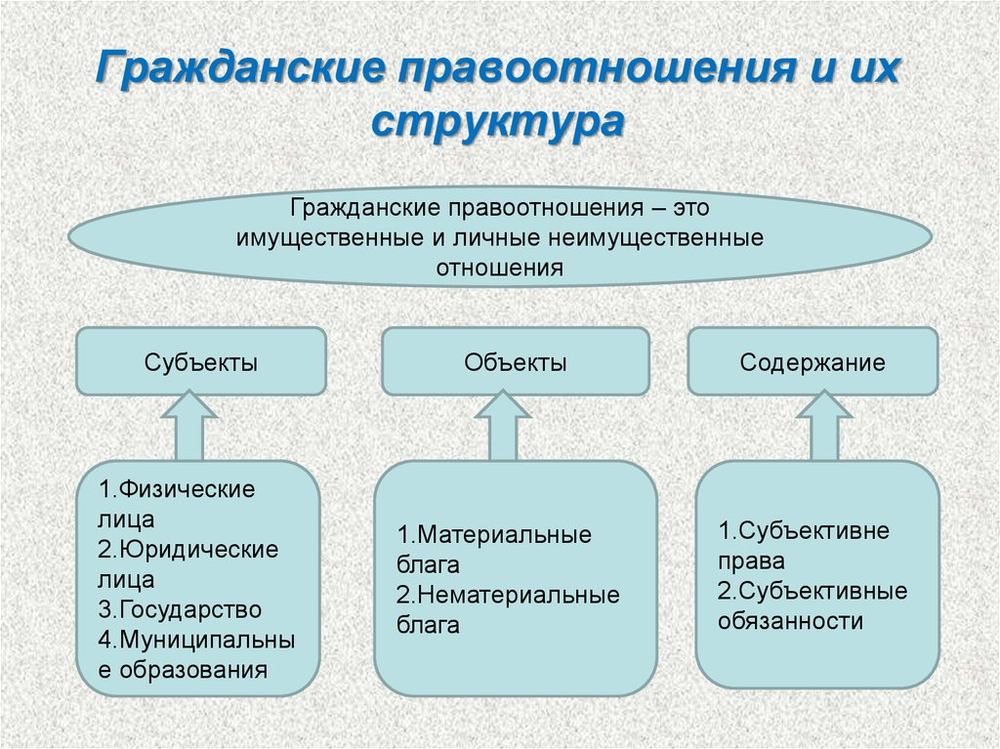 Гражданские правоотношения и их
структура
Гражданские правоотношения – это
имущественные и личные неимущественные
отношения
Субъекты
Объекты
Содержание
1.Физические
лица
2.Юридические
лица
3.Государство
4.Муниципальны
е образования
1.Материальные
блага
2.Нематериальные
блага
1.Субъективне
права
2.Субъективные
обязанности